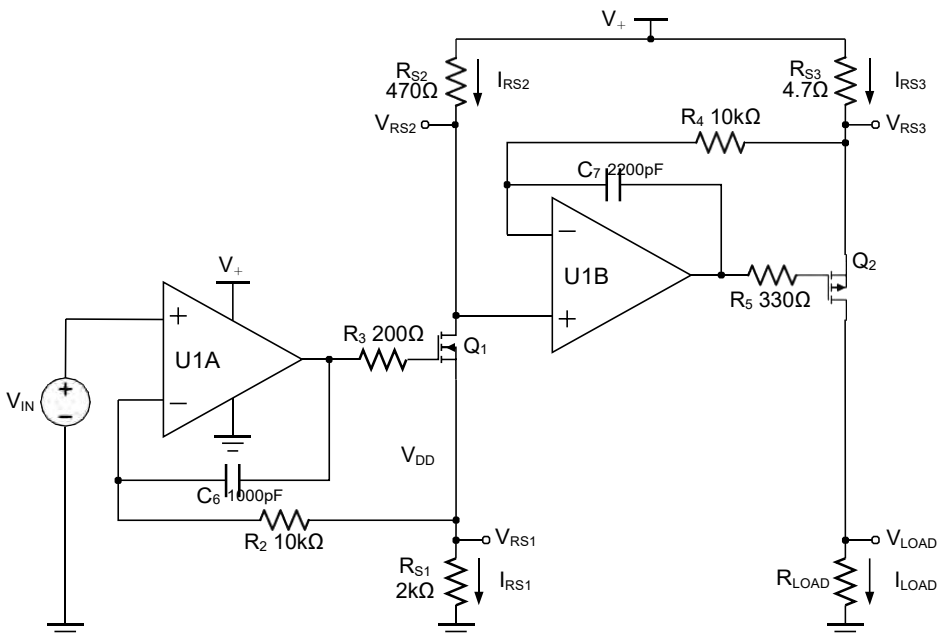 V+
RS2
470Ω
IRS2
RS3
4.7Ω
IRS3
VRS2
R4 10kΩ
VRS3
C7 2200pF
−
U1B
+
Q2
R5 330Ω
V+
+
U1A
−
R3 200Ω
Q1
VIN
+
−
VDD
C6 1000pF
R2 10kΩ
VRS1
RS1
2kΩ
IRS1
VLOAD
RLOAD
ILOAD